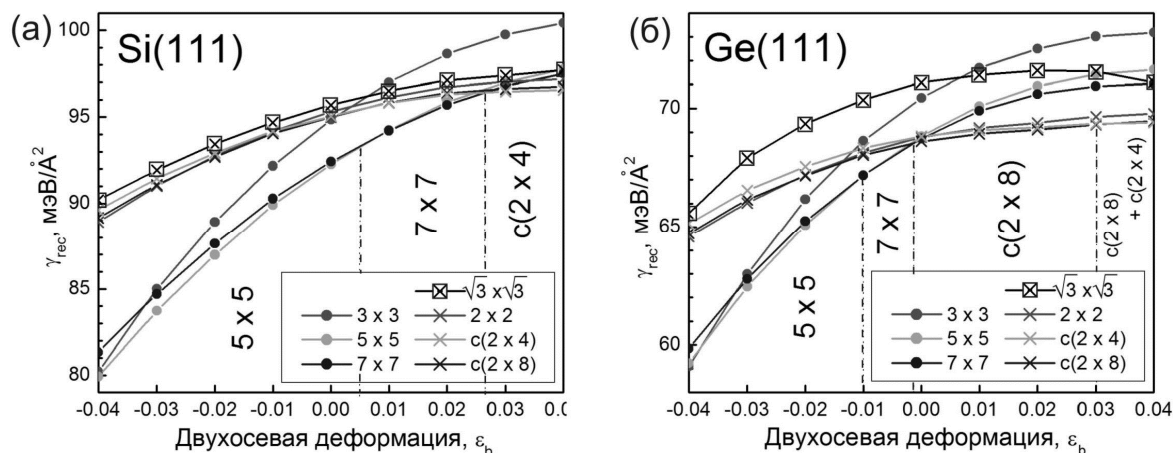 (а)
Si(111)
γrec, мэВ/Å²
100
95
90
85
80
5 x 5
7 x 7
c(2 x 4)
√3 x √3
3 x 3
2 x 2
5 x 5
c(2 x 4)
7 x 7
c(2 x 8)
-0.04 -0.03 -0.02 -0.01 0.00 0.01 0.02 0.03
Двухосевая деформация, εb
(б)
Ge(111)
γrec, мэВ/Å²
75
70
65
60
5 x 5
7 x 7
c(2 x 8)
c(2 x 8)
+ c(2 x 4)
√3 x √3
3 x 3
2 x 2
5 x 5
c(2 x 4)
7 x 7
c(2 x 8)
-0.04 -0.03 -0.02 -0.01 0.00 0.01 0.02 0.03 0.04
Двухосевая деформация, εb